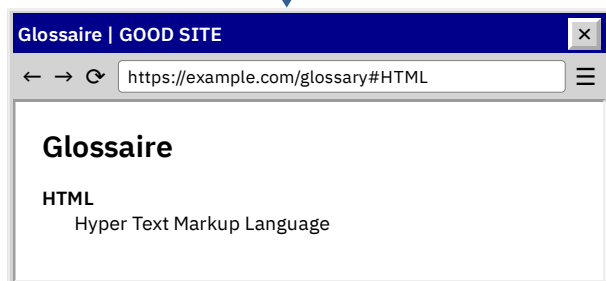 Glossaire | GOOD SITE
https://example.com/glossary#HTML
Glossaire
HTML
Hyper Text Markup Language